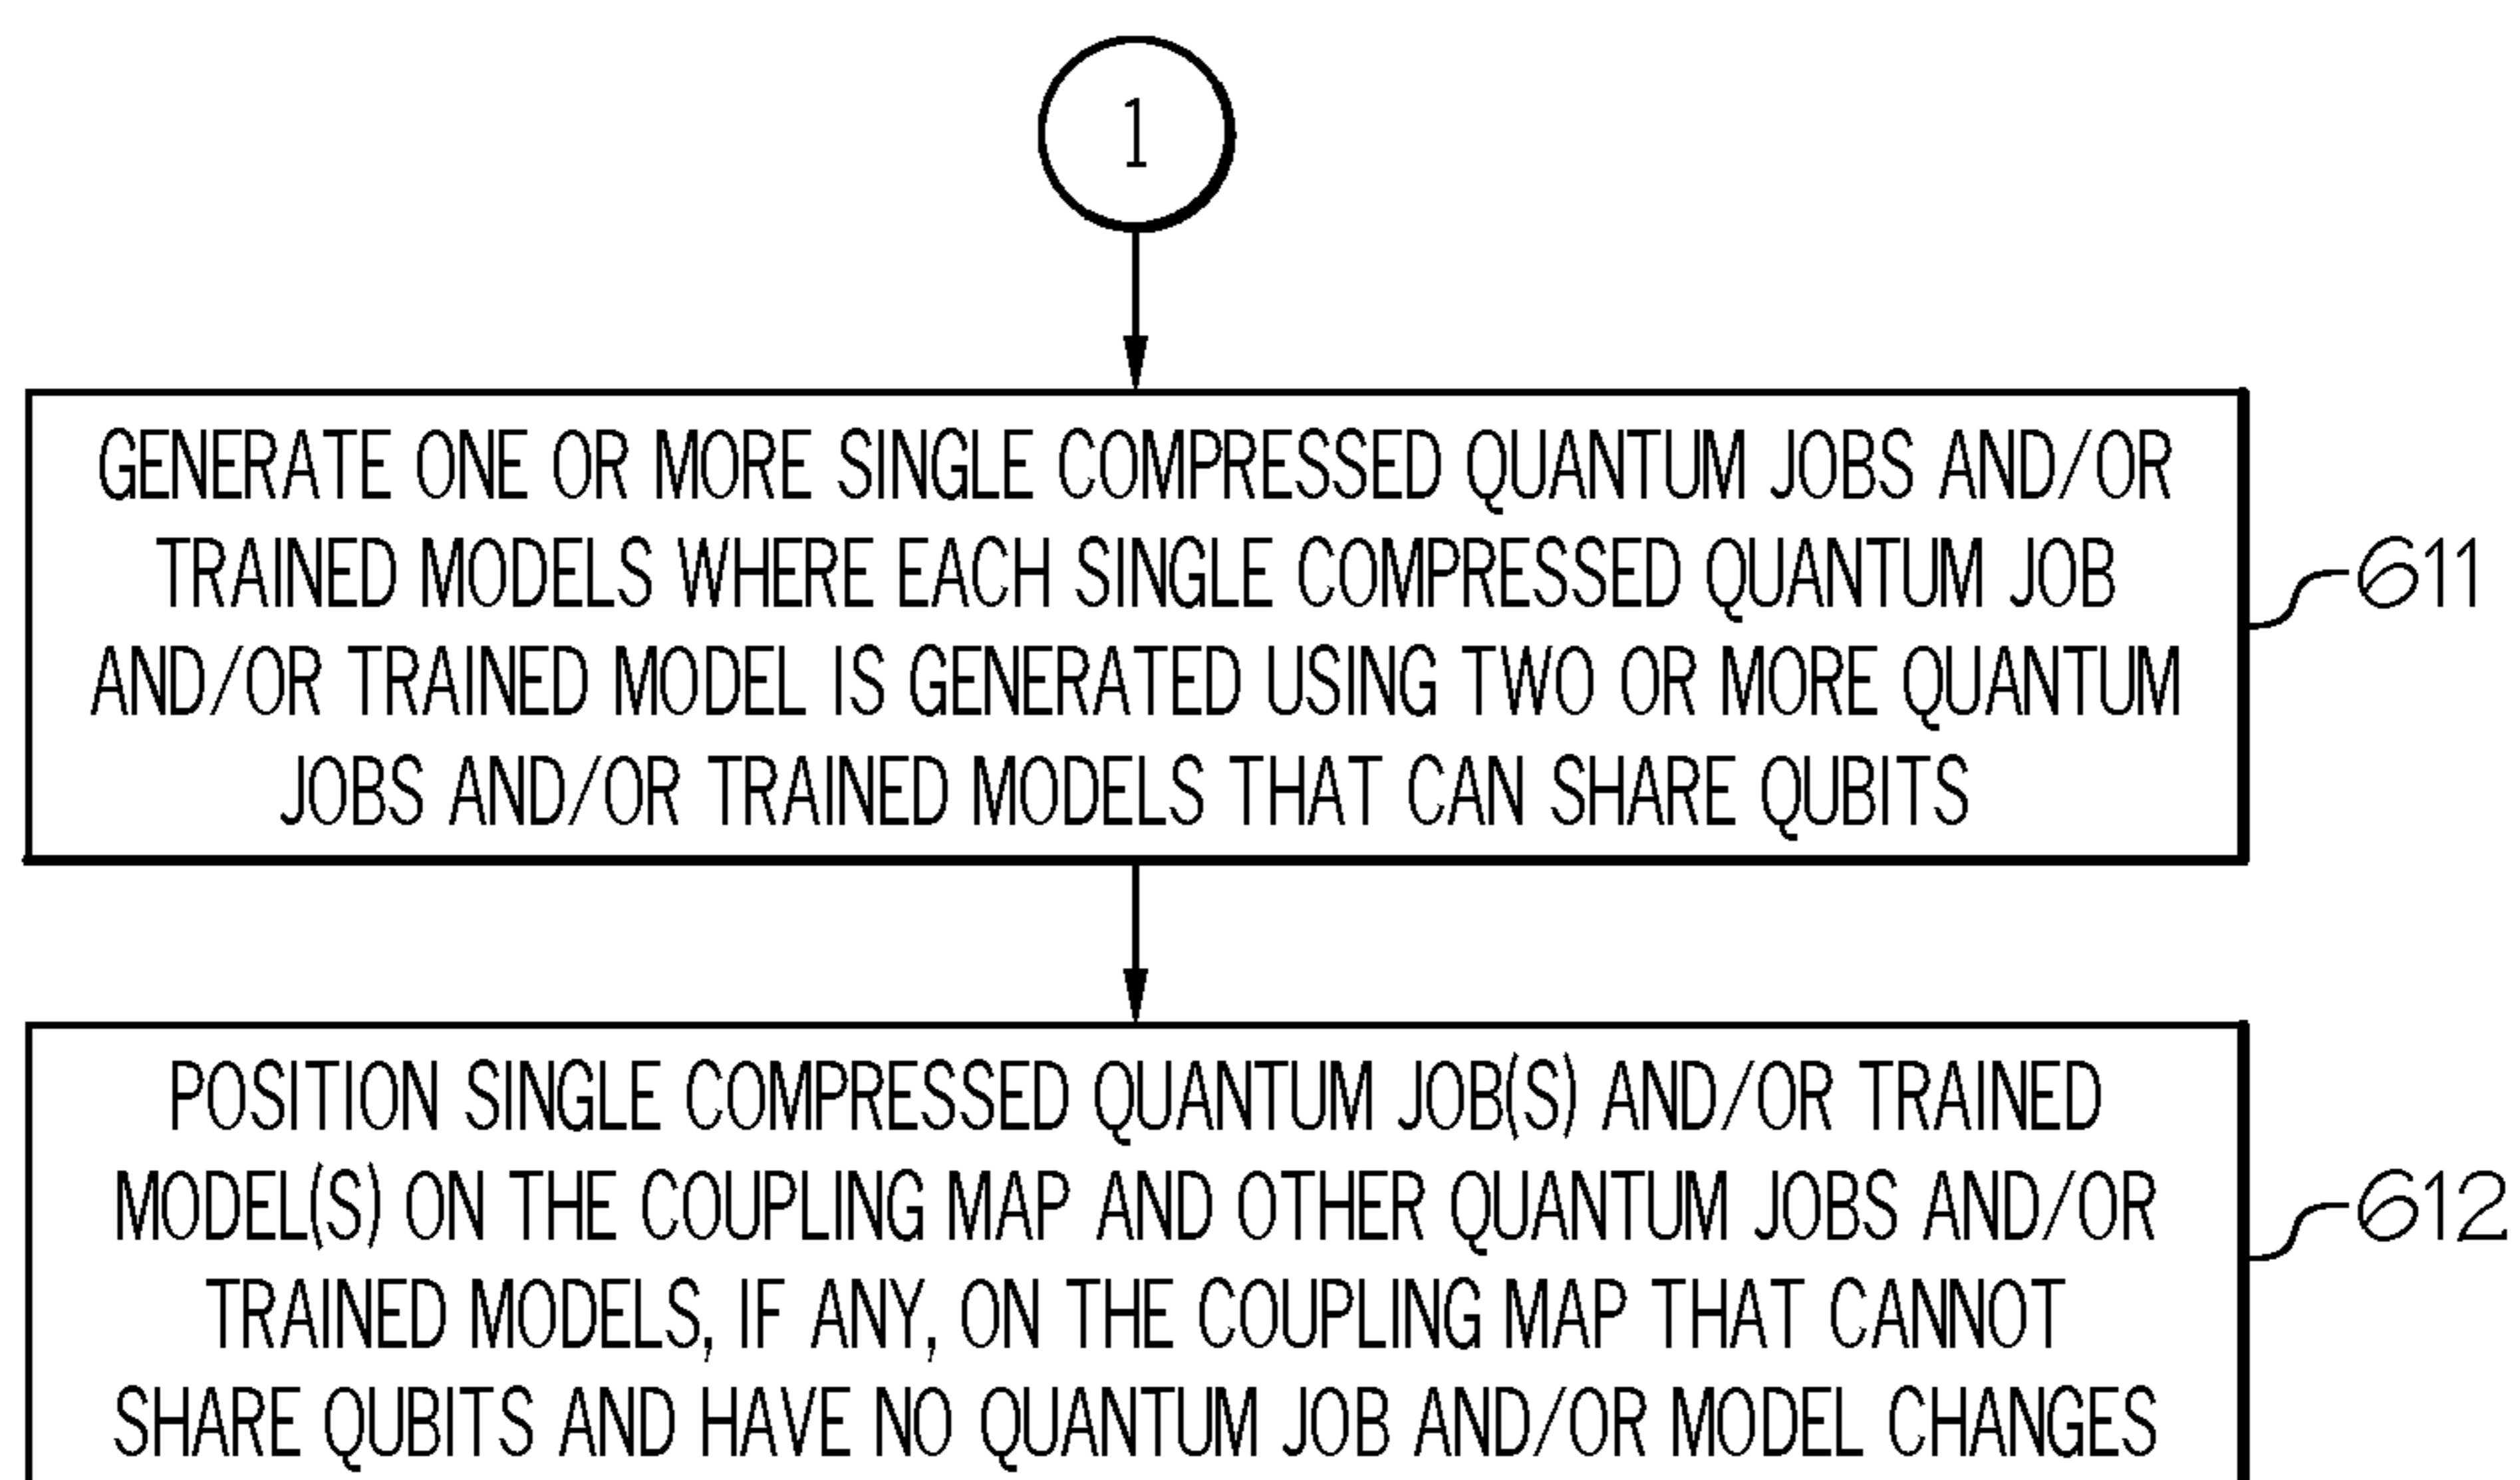 1
GENERATE ONE OR MORE SINGLE COMPRESSED QUANTUM JOBS AND/OR
TRAINED MODELS WHERE EACH SINGLE COMPRESSED QUANTUM JOB
AND/OR TRAINED MODEL IS GENERATED USING TWO OR MORE QUANTUM
JOBS AND/OR TRAINED MODELS THAT CAN SHARE QUBITS
611
POSITION SINGLE COMPRESSED QUANTUM JOB(S) AND/OR TRAINED
MODEL(S) ON THE COUPLING MAP AND OTHER QUANTUM JOBS AND/OR
TRAINED MODELS, IF ANY, ON THE COUPLING MAP THAT CANNOT
SHARE QUBITS AND HAVE NO QUANTUM JOB AND/OR MODEL CHANGES
612